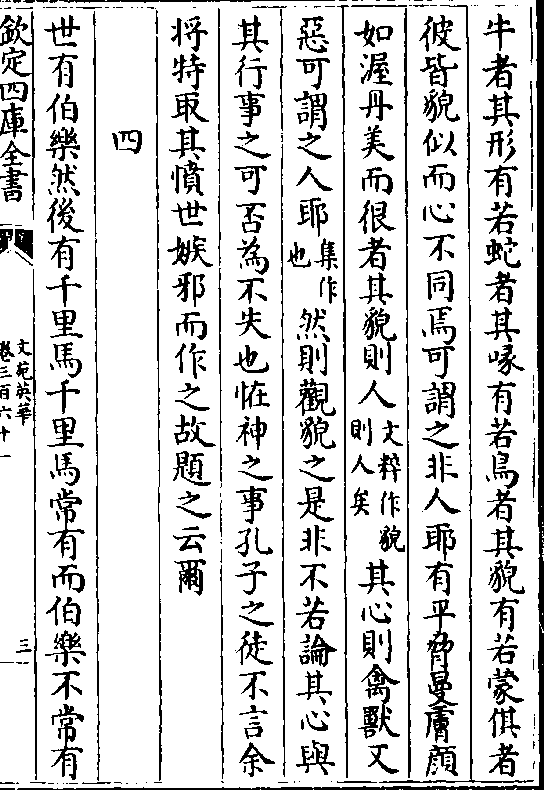 牛者其形有若蛇者其喙有若鳥者其貌有若蒙倛者
彼皆貌似而心不同焉可謂之非人耶有平脅曼膚顔
如渥丹美而很者其貌則人文粹作貌則人矣其心則禽獸又
惡可謂之人耶集作也然則觀貌之是非不若論其心與
其行事之可否為不失也恠神之事孔子之徒不言余
将特取其憤世嫉邪而作之故題之云爾
四
世有伯樂然後有千里馬千里馬常有而伯樂不常有
欽定四庫全書
文苑英華
卷三百六十一
三